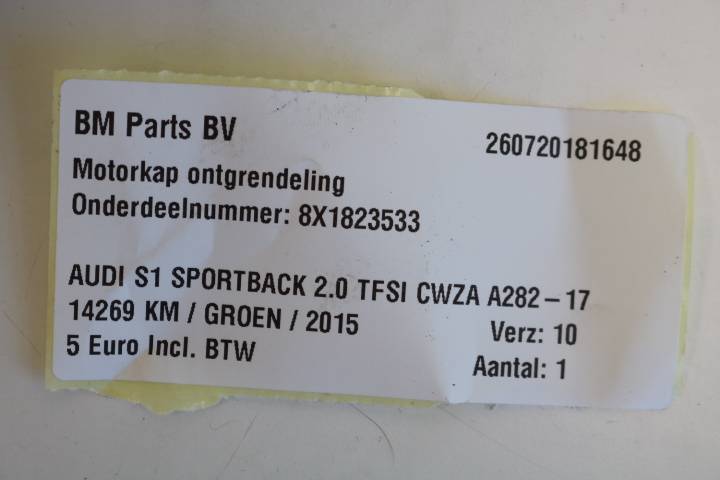 BM Parts BV
260720181648
Motorkap ontgrendeling
Onderdeelnummer: 8X1823533
AUDI S1 SPORTBACK 2.0 TFSI CWZA A282-17
14269 KM / GROEN / 2015
Verz: 10
5 Euro Incl. BTW
Aantal: 1